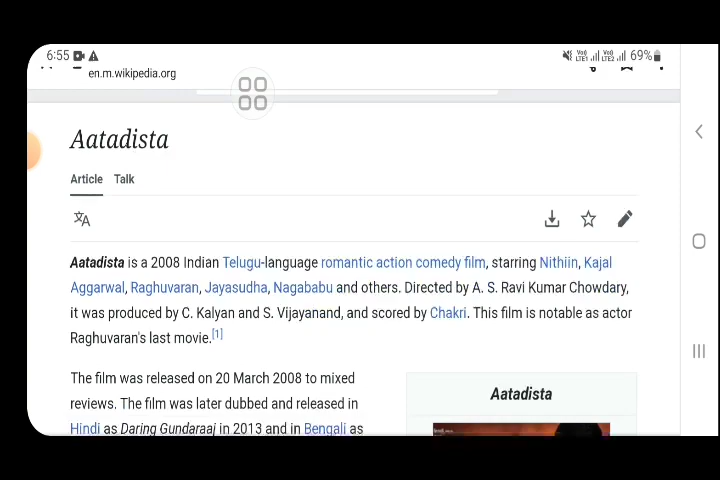 6:55
LTE1 LTE2 69%
en.m.wikipedia.org
Aatadista
Article Talk
Aatadista is a 2008 Indian Telugu-language romantic action comedy film, starring Nithiin, Kajal
Aggarwal, Raghuvaran, Jayasudha, Nagababu and others. Directed by A. S. Ravi Kumar Chowdary,
it was produced by C. Kalyan and S. Vijayanand, and scored by Chakri. This film is notable as actor
Raghuvaran's last movie.[1]
The film was released on 20 March 2008 to mixed
reviews. The film was later dubbed and released in
Hindi as Daring Gundaraaj in 2013 and in Bengali as
Aatadista